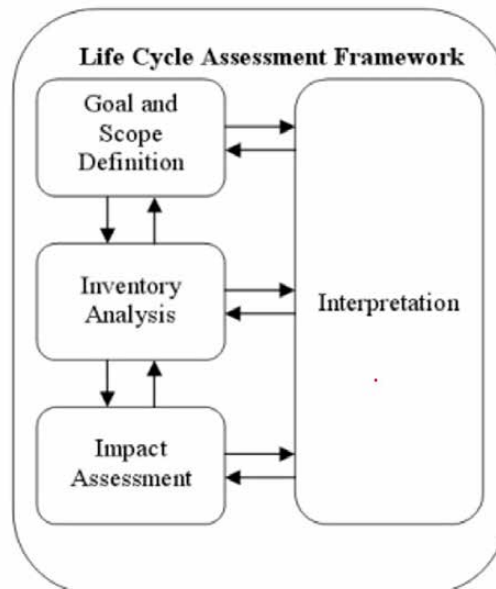 Life Cycle Assessment Framework
Goal and
Scope
Definition
Inventory
Analysis
Interpretation
Impact
Assessment